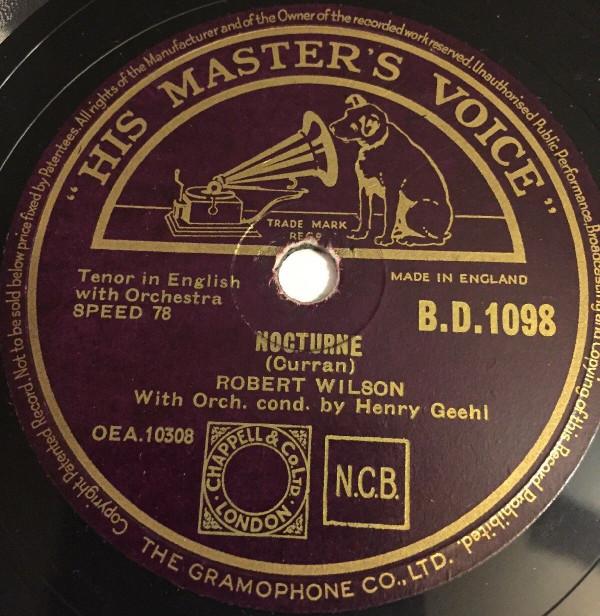 Copyright Patented Record. Not to be sold below price fixed by Patentees. All rights of the Manufacturer and of the Owner of the recorded work reserved. Unauthorised Public Performance, Broadcasting and Copying of this Record Prohibited.
"HIS MASTER'S VOICE"
TRADE MARK
REGD
Tenor in English
with Orchestra
SPEED 78
MADE IN ENGLAND
B.D.1098
NOCTURNE
(Curran)
ROBERT WILSON
With Orch. cond. by Henry Geehl
OEA.10308
CHAPPELL & Co. LTD.
LONDON
N.C.B.
THE GRAMOPHONE CO., LTD.